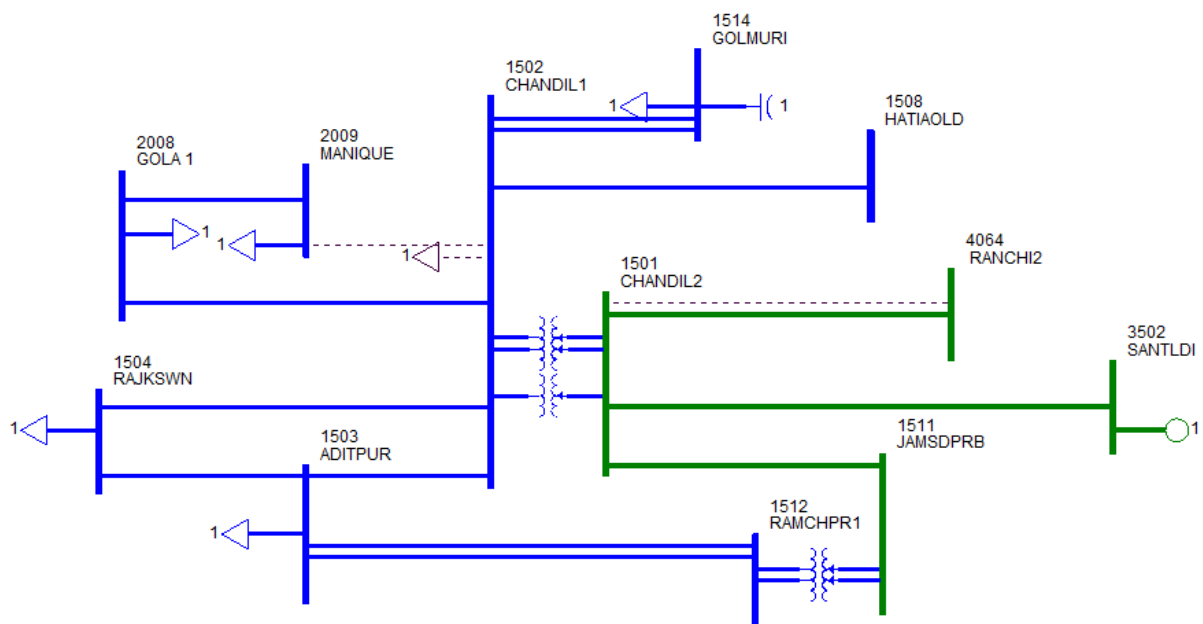 1514
GOLMURI
1502
CHANDIL1
1
1
1508
HATIAOLD
2008
GOLA 1
2009
MANIQUE
1
1
1
1501
CHANDIL2
4064
RANCHI2
3502
SANTLDI
1504
RAJKSWN
1
1503
ADITPUR
1
1511
JAMSDPRB
1
1512
RAMCHPR1